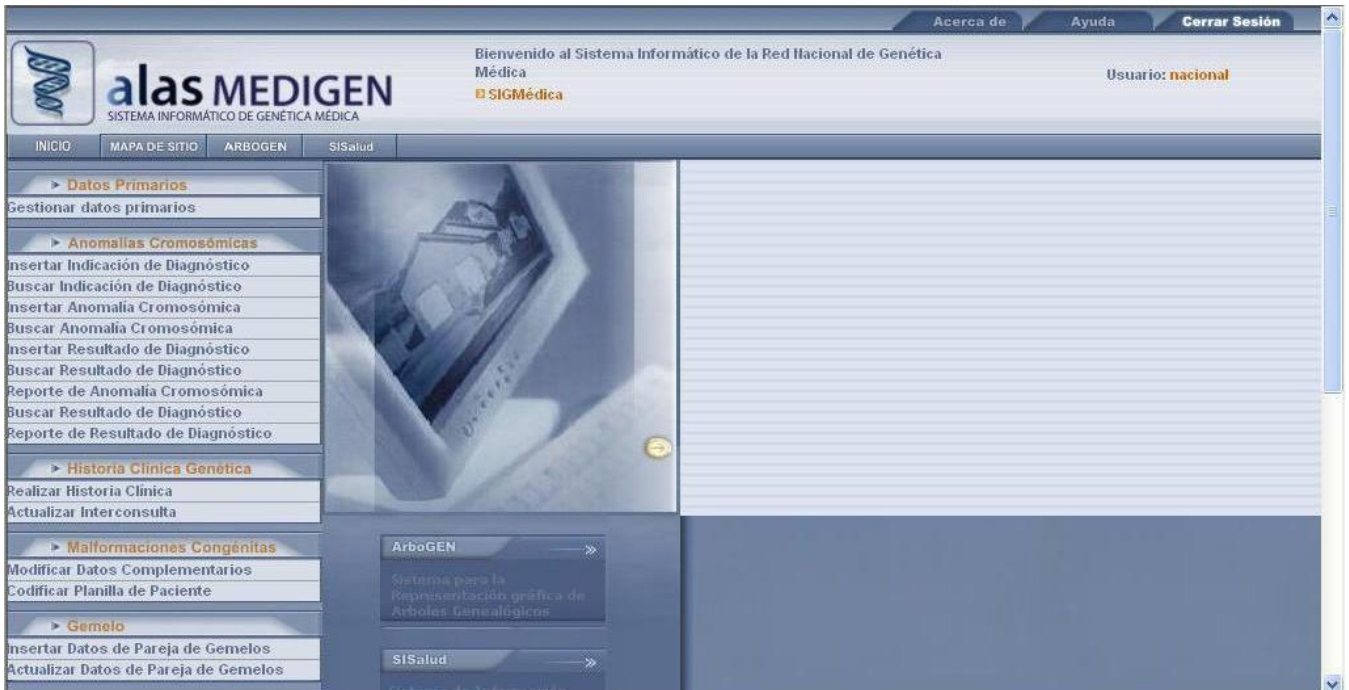 Acerca de
Ayuda
Cerrar Sesión
alas MEDIGEN
SISTEMA INFORMÁTICO DE GENÉTICA MÉDICA
Bienvenido al Sistema Informático de la Red Nacional de Genética
Médica
SIGMédica
Usuario: nacional
INICIO
MAPA DE SITIO
ARBOGEN
SISalud
Datos Primarios
Gestionar datos primarios
Anomalías Cromosómicas
Insertar Indicación de Diagnóstico
Buscar Indicación de Diagnóstico
Insertar Anomalía Cromosómica
Buscar Anomalía Cromosómica
Insertar Resultado de Diagnóstico
Buscar Resultado de Diagnóstico
Reporte de Anomalía Cromosómica
Buscar Resultado de Diagnóstico
Reporte de Resultado de Diagnóstico
Historia Clínica Genética
Realizar Historia Clínica
Actualizar Interconsulta
Malformaciones Congénitas
Modificar Datos Complementarios
Codificar Planilla de Paciente
Gemelo
Insertar Datos de Pareja de Gemelos
Actualizar Datos de Pareja de Gemelos
ArboGEN
Sistema para la
Representación gráfica de
Arboles Genealógicos
SISalud